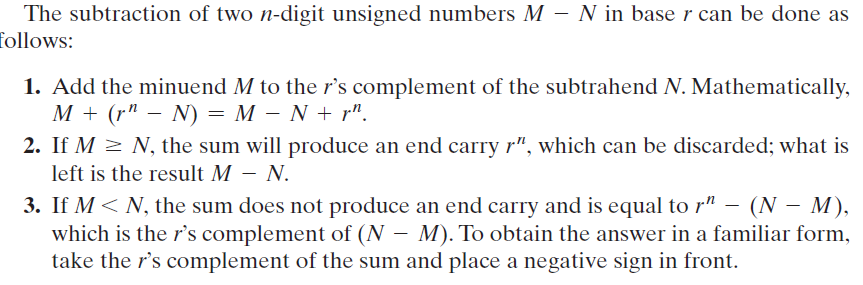 The subtraction of two n-digit unsigned numbers M − N in base r can be done as
follows:
1. Add the minuend M to the r's complement of the subtrahend N. Mathematically,
M + (rⁿ − N) = M − N + rⁿ.
2. If M ≥ N, the sum will produce an end carry rⁿ, which can be discarded; what is
left is the result M − N.
3. If M < N, the sum does not produce an end carry and is equal to rⁿ − (N − M),
which is the r's complement of (N − M). To obtain the answer in a familiar form,
take the r's complement of the sum and place a negative sign in front.